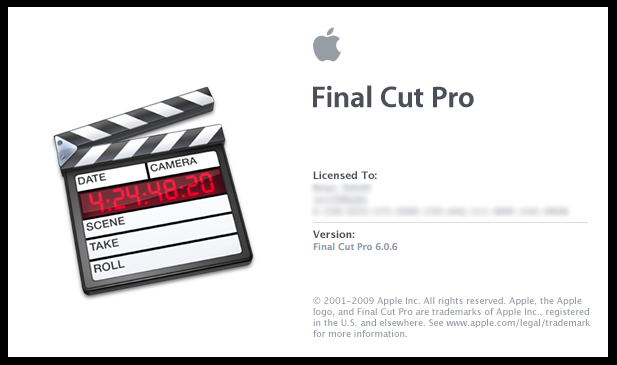 DATE
CAMERA
4:24:48:20
SCENE
TAKE
ROLL
Final Cut Pro
Licensed To:
Version:
Final Cut Pro 6.0.6
© 2001-2009 Apple Inc. All rights reserved. Apple, the Apple
logo, and Final Cut Pro are trademarks of Apple Inc., registered
in the U.S. and elsewhere. See www.apple.com/legal/trademark
for more information.